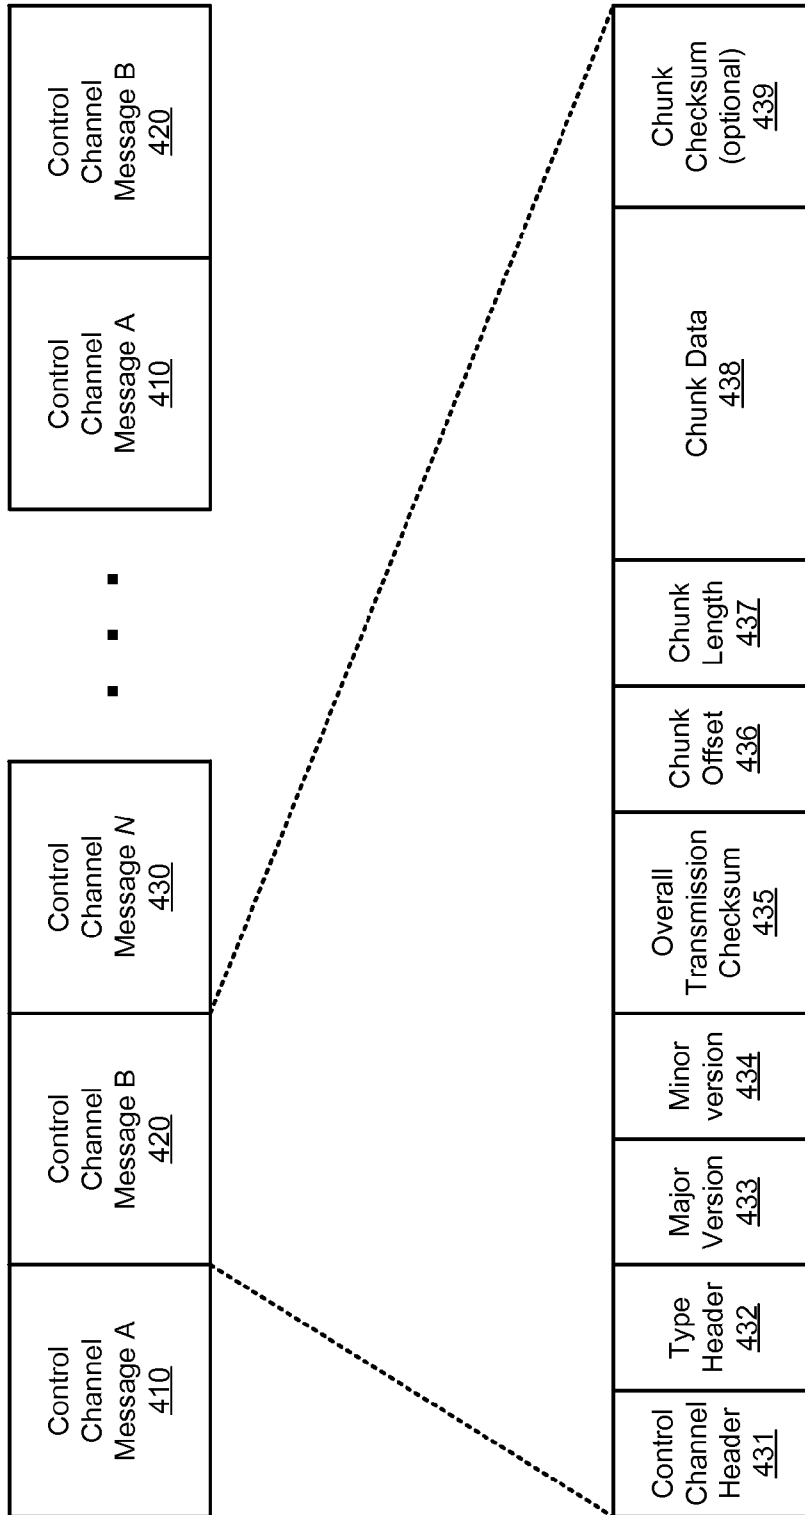 Control
Channel
Message A
410
Control
Channel
Message B
420
Control
Channel
Message N
430
Control
Channel
Message A
410
Control
Channel
Message B
420
Control
Channel
Header
431
Type
Header
432
Major
Version
433
Minor
version
434
Overall
Transmission
Checksum
435
Chunk
Offset
436
Chunk
Length
437
Chunk Data
438
Chunk
Checksum
(optional)
439